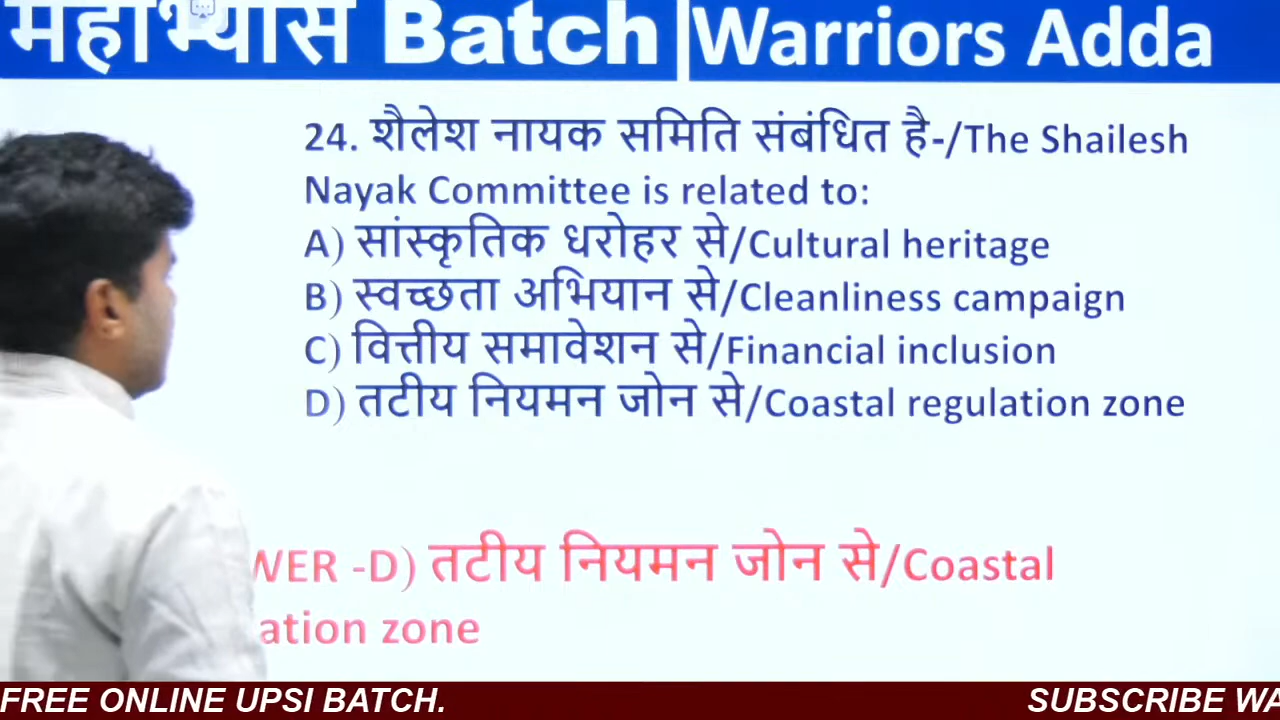 महाभ्यास Batch Warriors Adda
24. शैलेश नायक समिति संबंधित है-/The Shailesh
Nayak Committee is related to:
A) सांस्कृतिक धरोहर से/Cultural heritage
B) स्वच्छता अभियान से/Cleanliness campaign
C) वित्तीय समावेशन से/Financial inclusion
D) तटीय नियमन जोन से/Coastal regulation zone
WER -D) तटीय नियमन जोन से/Coastal
ation zone
FREE ONLINE UPSI BATCH. SUBSCRIBE WA